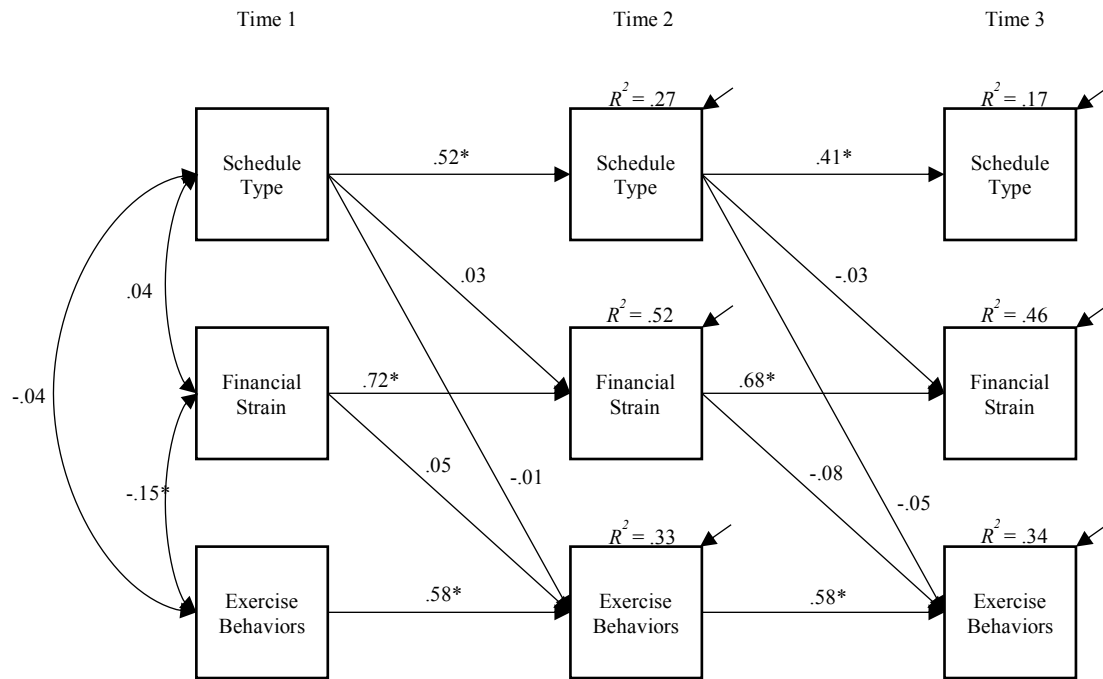 Time 1
Time 2
Time 3
R² = .27
R² = .17
Schedule
Type
.52*
Schedule
Type
.41*
Schedule
Type
.04
.03
-.03
R² = .52
R² = .46
-.04
Financial
Strain
.72*
Financial
Strain
.68*
Financial
Strain
-.15*
.05
-.01
-.08
-.05
R² = .33
R² = .34
Exercise
Behaviors
.58*
Exercise
Behaviors
.58*
Exercise
Behaviors